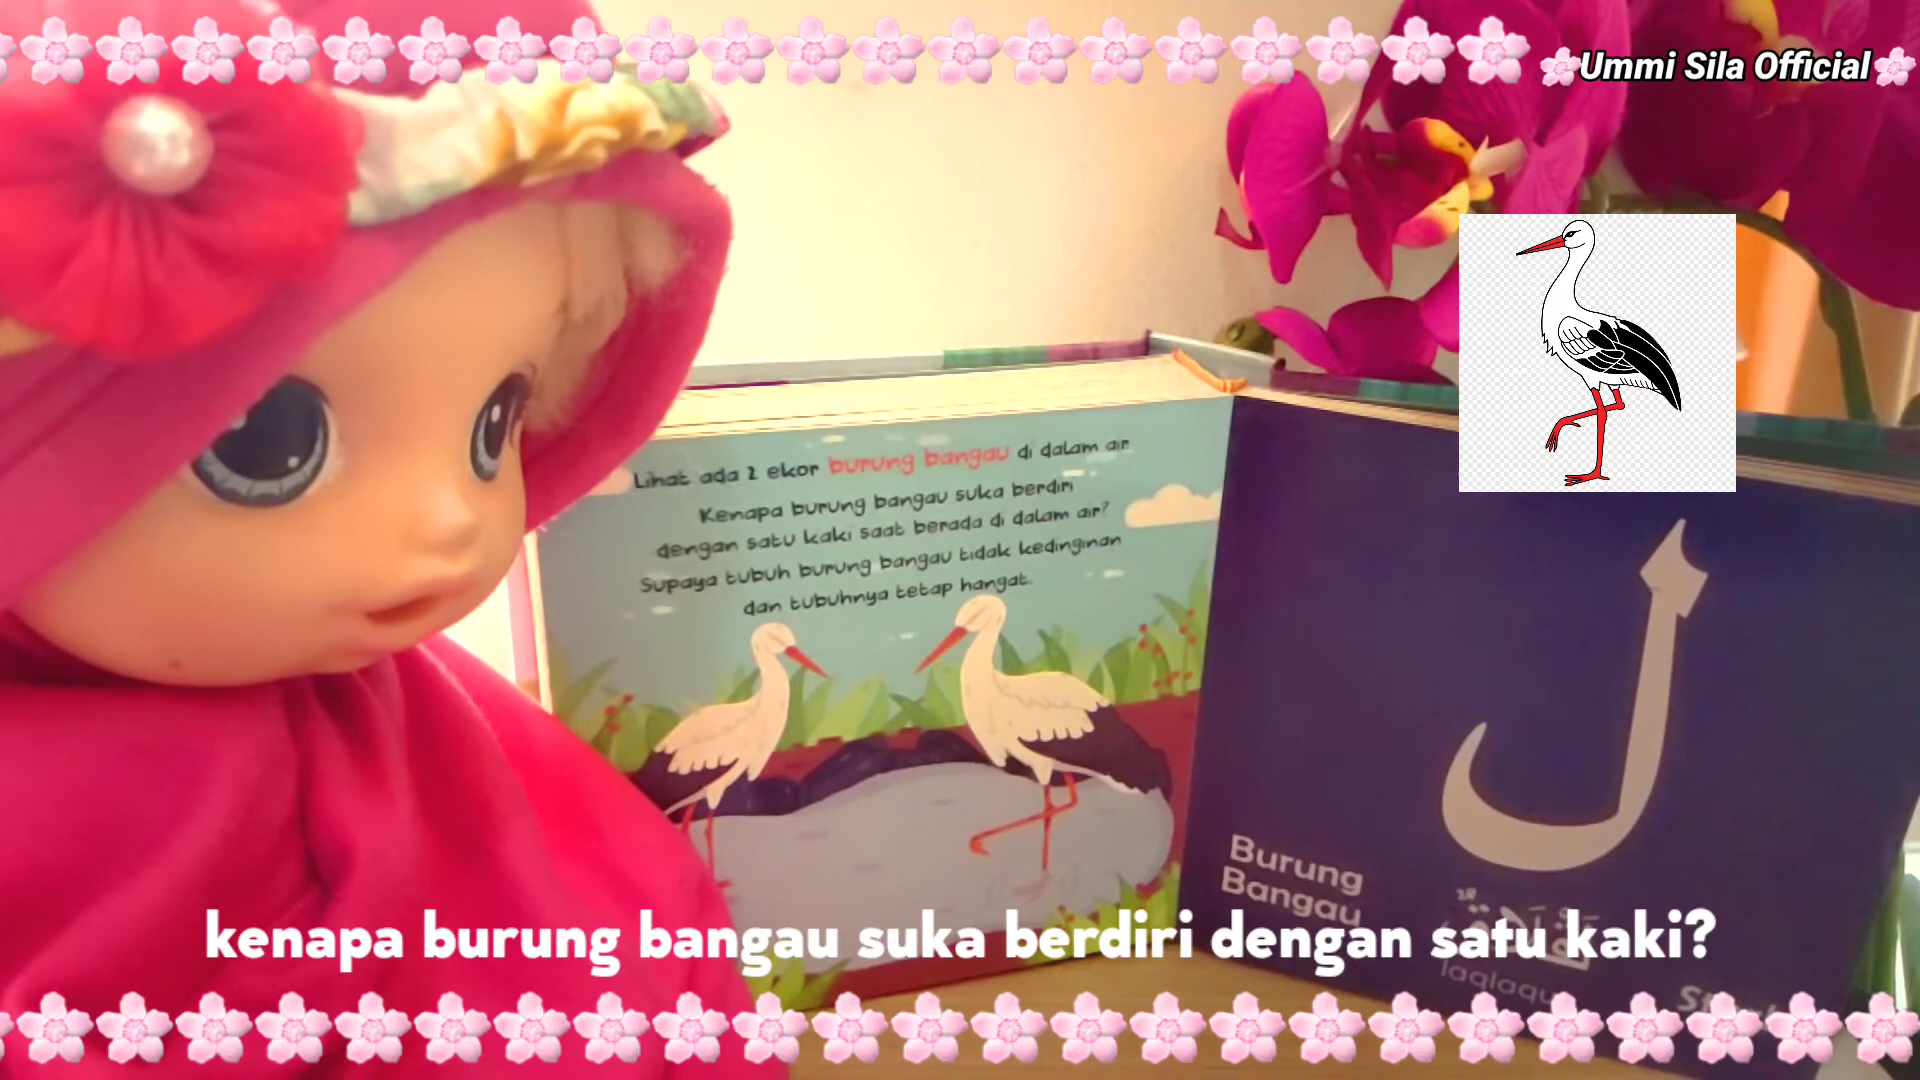 Ummi Sila Official
Lihat ada 2 ekor burung bangau di dalam air
Kenapa burung bangau suka berdiri
dengan satu kaki saat berada di dalam air?
Supaya tubuh burung bangau tidak kedinginan
dan tubuhnya tetap hangat.
ل
Burung
Bangau
kenapa burung bangau suka berdiri dengan satu kaki?